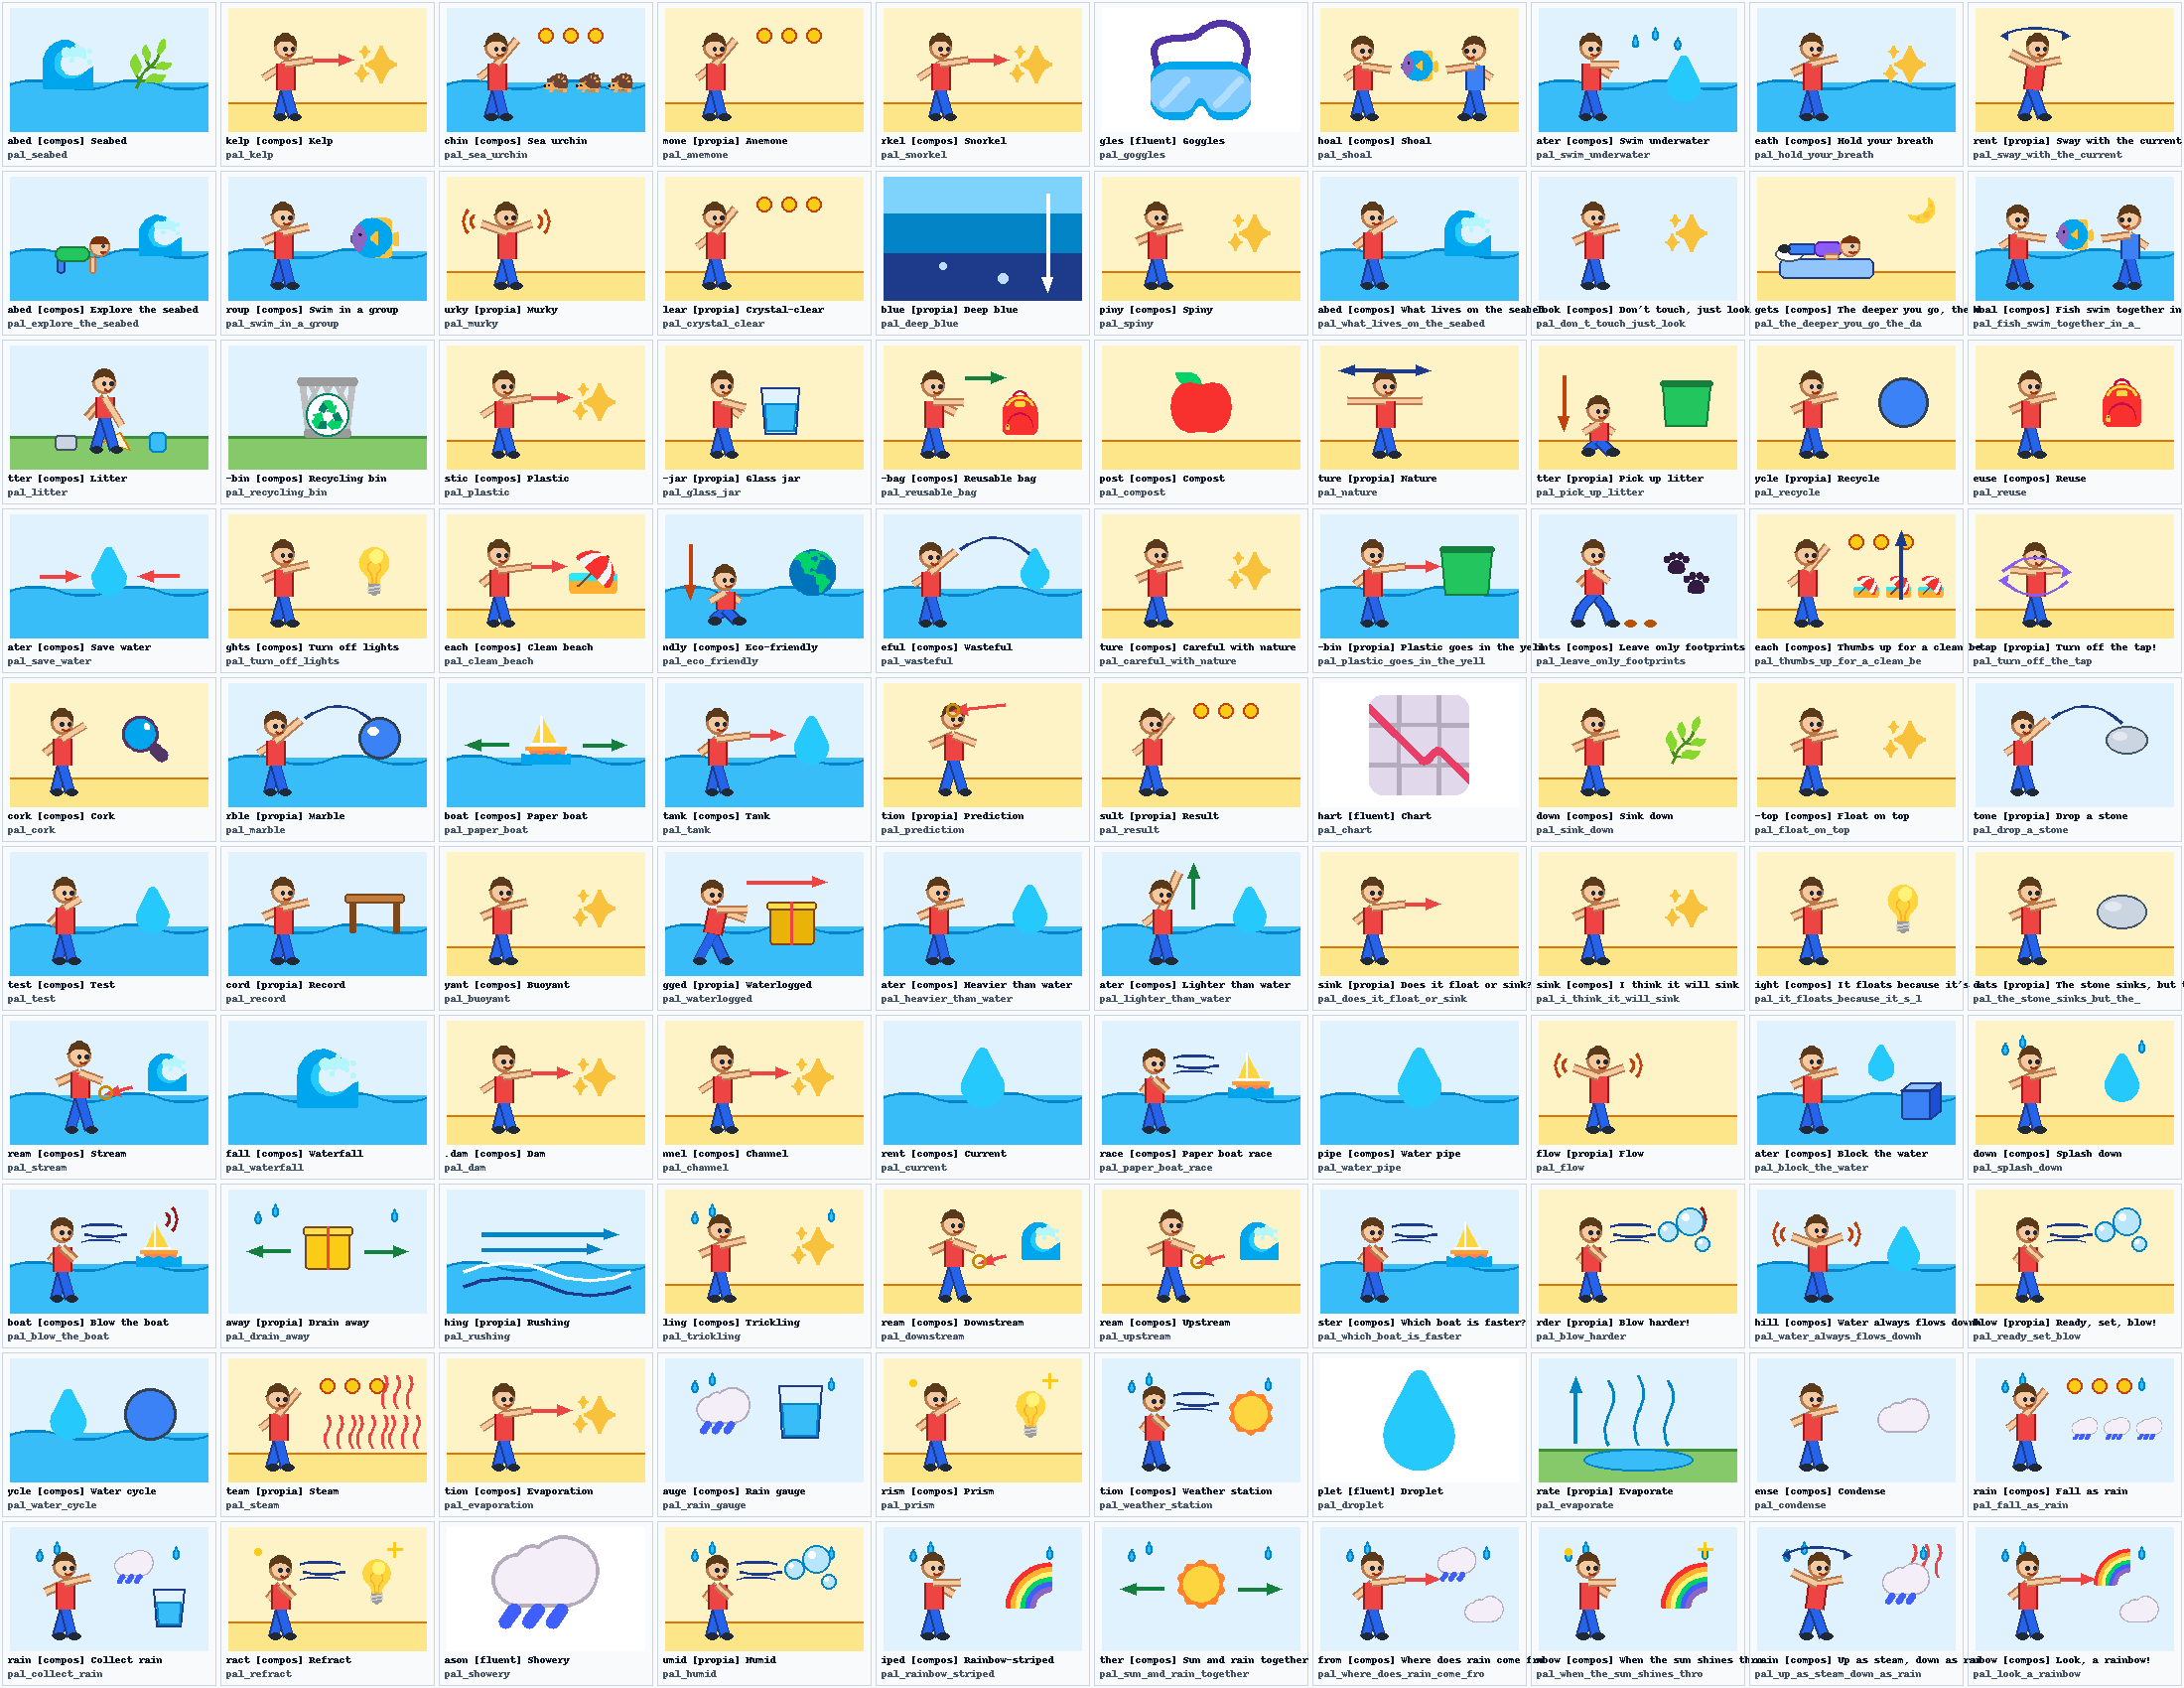 abed [compos] Seabed
pal_seabed
kelp [compos] Kelp
pal_kelp
chin [compos] Sea urchin
pal_sea_urchin
mone [propia] Anemone
pal_anemone
rkel [compos] Snorkel
pal_snorkel
gles [fluent] Goggles
pal_goggles
hoal [compos] Shoal
pal_shoal
ater [compos] Swim underwater
pal_swim_underwater
eath [compos] Hold your breath
pal_hold_your_breath
rent [propia] Sway with the current
pal_sway_with_the_current
abed [compos] Explore the seabed
pal_explore_the_seabed
roup [compos] Swim in a group
pal_swim_in_a_group
urky [propia] Murky
pal_murky
lear [propia] Crystal-clear
pal_crystal_clear
blue [propia] Deep blue
pal_deep_blue
piny [compos] Spiny
pal_spiny
abed [compos] What lives on the seabed
pal_what_lives_on_the_seabed
look [compos] Don't touch, just look
pal_don_t_touch_just_look
gets [compos] The deeper you go, the
pal_the_deeper_you_go_the_da
[compos] Fish swim together in
pal_fish_swim_together_in_a_
tter [compos] Litter
pal_litter
-bin [compos] Recycling bin
pal_recycling_bin
stic [compos] Plastic
pal_plastic
-jar [propia] Glass jar
pal_glass_jar
-bag [compos] Reusable bag
pal_reusable_bag
post [compos] Compost
pal_compost
ture [propia] Nature
pal_nature
tter [propia] Pick up litter
pal_pick_up_litter
ycle [propia] Recycle
pal_recycle
euse [compos] Reuse
pal_reuse
ater [compos] Save water
pal_save_water
ghts [compos] Turn off lights
pal_turn_off_lights
each [compos] Clean beach
pal_clean_beach
ndly [compos] Eco-friendly
pal_eco_friendly
eful [compos] Wasteful
pal_wasteful
ture [compos] Careful with nature
pal_careful_with_nature
-bin [propia] Plastic goes in the yell
pal_plastic_goes_in_the_yell
ints [compos] Leave only footprints
pal_leave_only_footprints
each [compos] Thumbs up for a clean
pal_thumbs_up_for_a_clean_be
-tap [propia] Turn off the tap!
pal_turn_off_the_tap
cork [compos] Cork
pal_cork
rble [propia] Marble
pal_marble
boat [compos] Paper boat
pal_paper_boat
tank [compos] Tank
pal_tank
tion [propia] Prediction
pal_prediction
sult [propia] Result
pal_result
hart [fluent] Chart
pal_chart
down [compos] Sink down
pal_sink_down
-top [compos] Float on top
pal_float_on_top
tone [propia] Drop a stone
pal_drop_a_stone
test [compos] Test
pal_test
cord [propia] Record
pal_record
yant [compos] Buoyant
pal_buoyant
gged [propia] Waterlogged
pal_waterlogged
ater [compos] Heavier than water
pal_heavier_than_water
ater [compos] Lighter than water
pal_lighter_than_water
sink [propia] Does it float or sink?
pal_does_it_float_or_sink
sink [compos] I think it will sink
pal_i_think_it_will_sink
ight [compos] It floats because it's
pal_it_floats_because_it_s_l
oats [propia] The stone sinks, but
pal_the_stone_sinks_but_the_
ream [compos] Stream
pal_stream
fall [compos] Waterfall
pal_waterfall
.dam [compos] Dam
pal_dam
nnel [compos] Channel
pal_channel
rent [compos] Current
pal_current
race [compos] Paper boat race
pal_paper_boat_race
pipe [compos] Water pipe
pal_water_pipe
flow [propia] Flow
pal_flow
ater [compos] Block the water
pal_block_the_water
down [compos] Splash down
pal_splash_down
boat [compos] Blow the boat
pal_blow_the_boat
away [propia] Drain away
pal_drain_away
hing [propia] Rushing
pal_rushing
ling [compos] Trickling
pal_trickling
ream [compos] Downstream
pal_downstream
ream [compos] Upstream
pal_upstream
ster [compos] Which boat is faster?
pal_which_boat_is_faster
rder [propia] Blow harder!
pal_blow_harder
hill [compos] Water always flows
pal_water_always_flows_downh
blow [propia] Ready, set, blow!
pal_ready_set_blow
ycle [compos] Water cycle
pal_water_cycle
team [propia] Steam
pal_steam
tion [compos] Evaporation
pal_evaporation
auge [compos] Rain gauge
pal_rain_gauge
rism [compos] Prism
pal_prism
tion [compos] Weather station
pal_weather_station
plet [fluent] Droplet
pal_droplet
rate [propia] Evaporate
pal_evaporate
ense [compos] Condense
pal_condense
rain [compos] Fall as rain
pal_fall_as_rain
rain [compos] Collect rain
pal_collect_rain
ract [compos] Refract
pal_refract
ason [fluent] Showery
pal_showery
umid [propia] Humid
pal_humid
iped [compos] Rainbow-striped
pal_rainbow_striped
ther [compos] Sun and rain together
pal_sun_and_rain_together
from [compos] Where does rain come
pal_where_does_rain_come_fro
nbow [compos] When the sun shines
pal_when_the_sun_shines_thro
rain [compos] Up as steam, down as
pal_up_as_steam_down_as_rain
nbow [compos] Look, a rainbow!
pal_look_a_rainbow